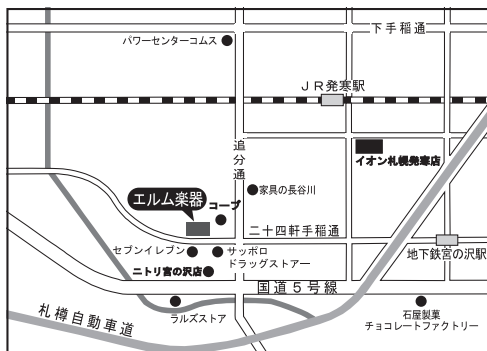 下手稲通
パワーセンターコムス
JR発寒駅
追分通
イオン札幌発寒店
家具の長谷川
エルム楽器
コープ
二十四軒手稲通
セブンイレブン
サッポロ
ドラッグストアー
地下鉄宮の沢駅
ニトリ宮の沢店
国道5号線
ラルズストア
石屋製菓
チョコレートファクトリー
札樽自動車道